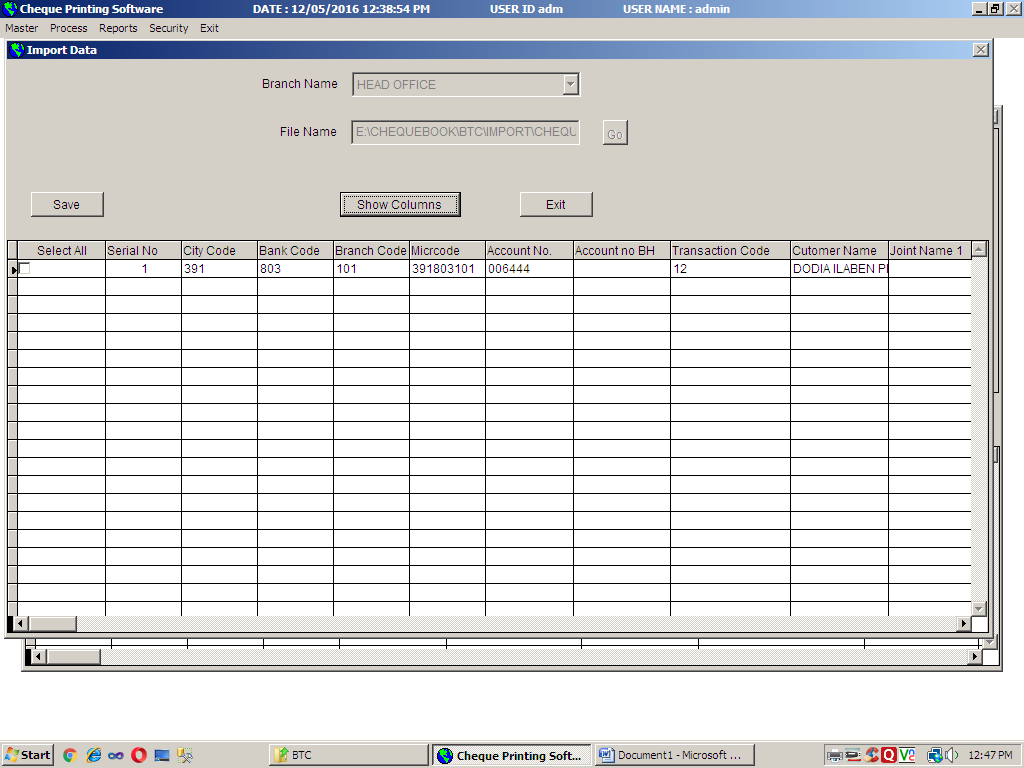 Cheque Printing Software DATE : 12/05/2016 12:38:54 PM USER ID adm USER NAME : admin
Master Process Reports Security Exit
Import Data
Branch Name HEAD OFFICE
File Name E:\CHEQUEBOOK\BTC\IMPORT\CHEQU Go
Save Show Columns Exit
Select All Serial No City Code Bank Code Branch Code Micrcode Account No. Account no BH Transaction Code Cutomer Name Joint Name 1
1 391 803 101 391803101 006444 12 DODIA ILABEN P
Start BTC Cheque Printing Soft... Document1 - Microsoft ... 12:47 PM